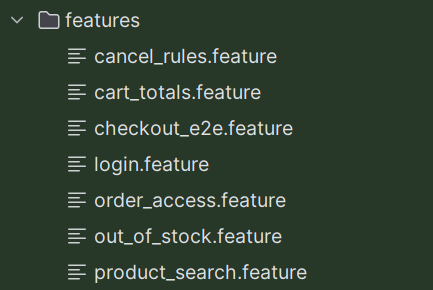 features
cancel_rules.feature
cart_totals.feature
checkout_e2e.feature
login.feature
order_access.feature
out_of_stock.feature
product_search.feature